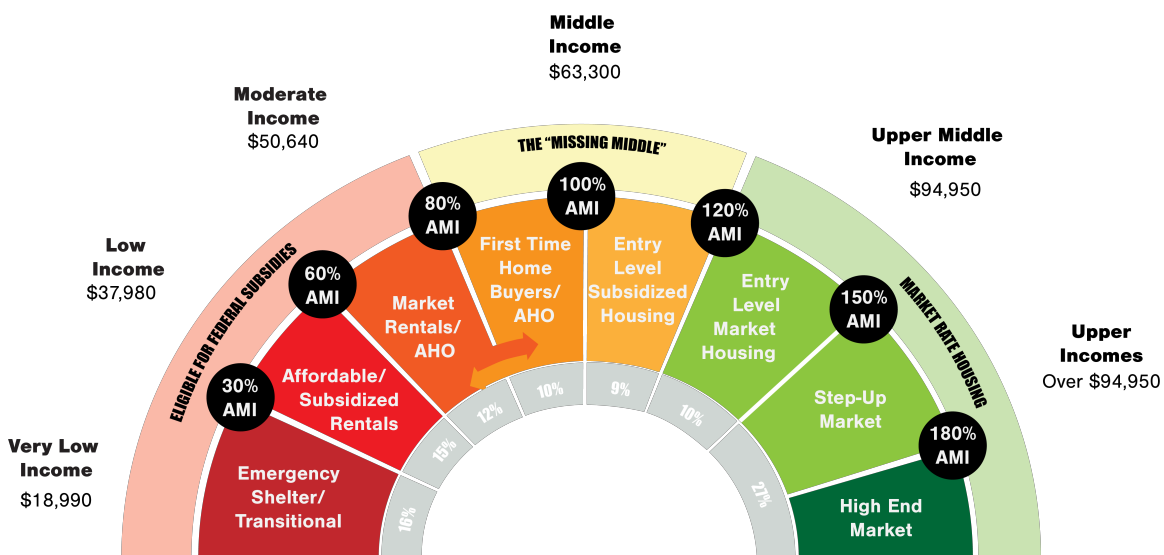 Middle
Income
$63,300
Moderate
Income
$50,640
Upper Middle
Income
$94,950
Low
Income
$37,980
Upper
Incomes
Over $94,950
Very Low
Income
$18,990
ELIGIBLE FOR FEDERAL SUBSIDIES
THE “MISSING MIDDLE”
MARKET RATE HOUSING
30%
AMI
60%
AMI
80%
AMI
100%
AMI
120%
AMI
150%
AMI
180%
AMI
Emergency
Shelter/
Transitional
Affordable/
Subsidized
Rentals
Market
Rentals/
AHO
First Time
Home
Buyers/
AHO
Entry
Level
Subsidized
Housing
Entry
Level
Market
Housing
Step-Up
Market
High End
Market
16%
15%
12%
10%
9%
10%
27%